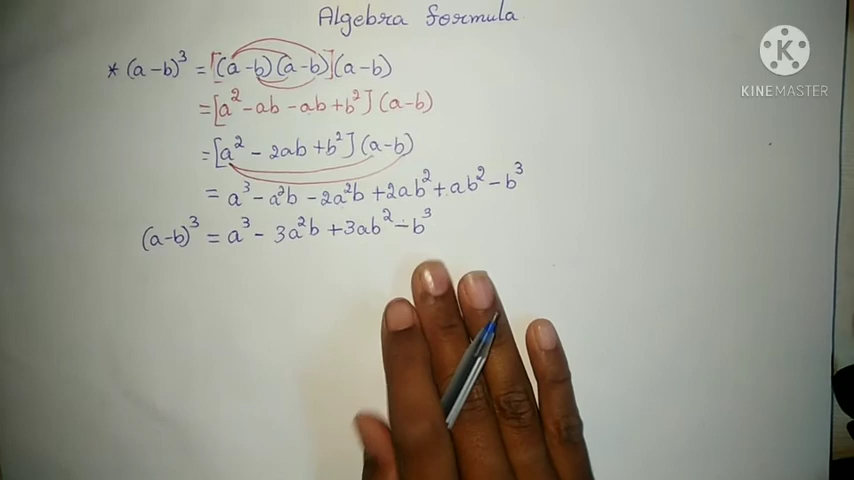 Algebra formula
* (a-b)³ = [(a-b)(a-b)](a-b)
= [a² - ab - ab + b²](a-b)
= [a² - 2ab + b²](a-b)
= a³ - a²b - 2a²b + 2ab² + ab² - b³
(a-b)³ = a³ - 3a²b + 3ab² - b³
K
KINEMASTER